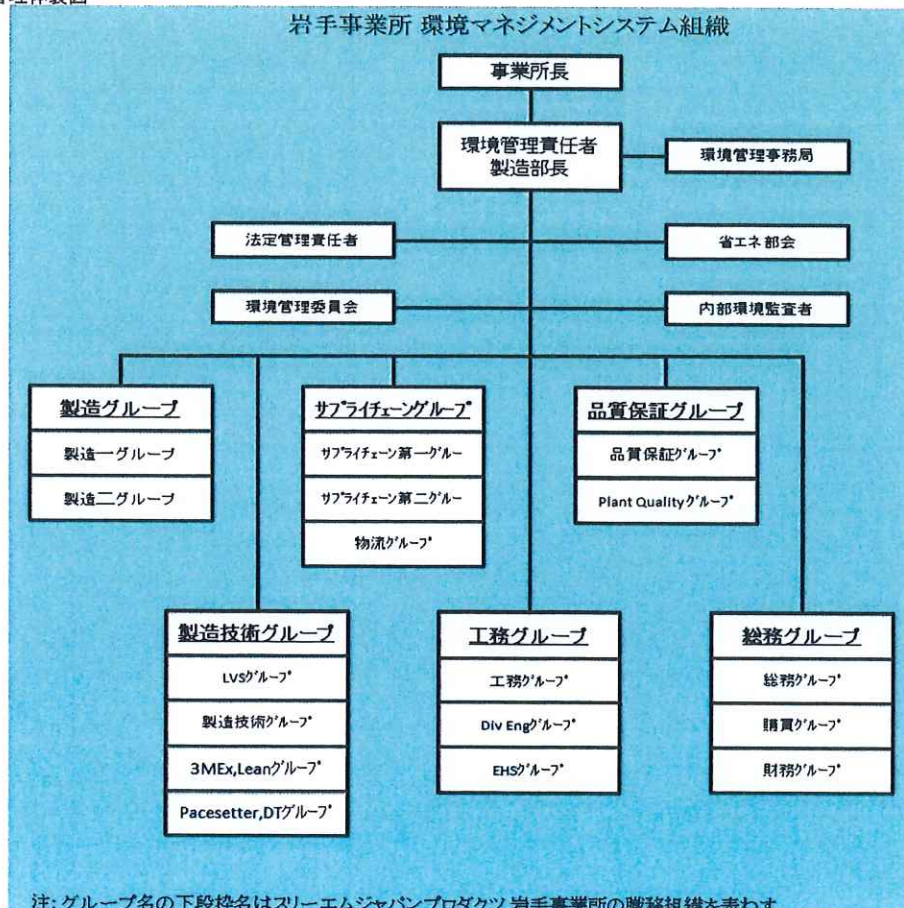 岩手事業所 環境マネジメントシステム組織
事業所長
環境管理責任者
製造部長
環境管理事務局
法定管理責任者
省エネ部会
環境管理委員会
内部環境監査者
製造グループ
製造一グループ
製造二グループ
サプライチェーングループ
サプライチェーン第一グルー
サプライチェーン第二グルー
物流グループ
品質保証グループ
品質保証グループ
Plant Qualityグループ
製造技術グループ
LVSグループ
製造技術グループ
3MEx,Leanグループ
Pacesetter,DTグループ
工務グループ
工務グループ
Div Engグループ
EHSグループ
総務グループ
総務グループ
購買グループ
財務グループ
注: グループ名の下段枠名はスリーエムジャパンプロダクツ 岩手事業所の職務組織を表わす